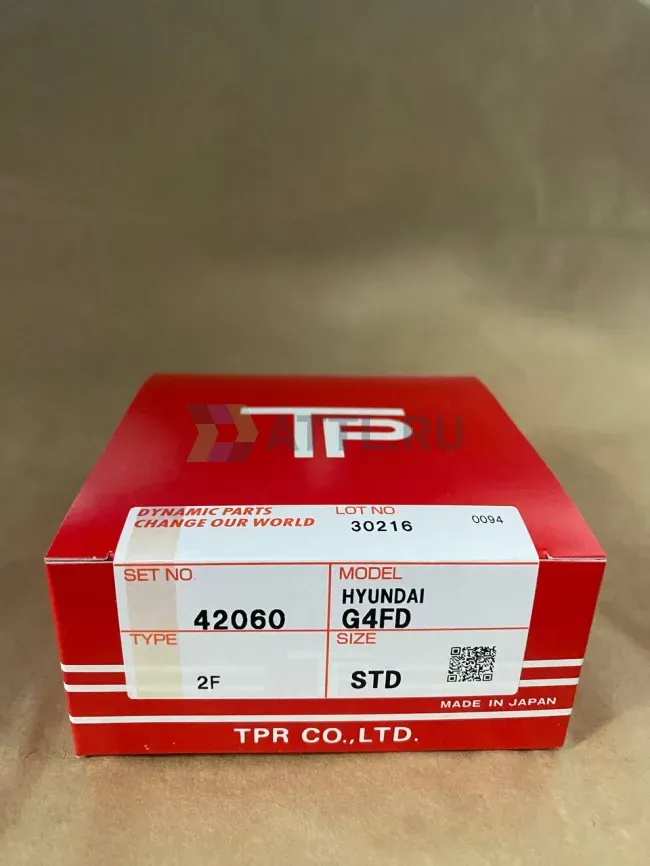 TP
ATTL.RU
DYNAMIC PARTS
CHANGE OUR WORLD
LOT NO
30216
0094
SET NO
42060
MODEL
HYUNDAI
G4FD
TYPE
2F
SIZE
STD
MADE IN JAPAN
TPR CO.,LTD.